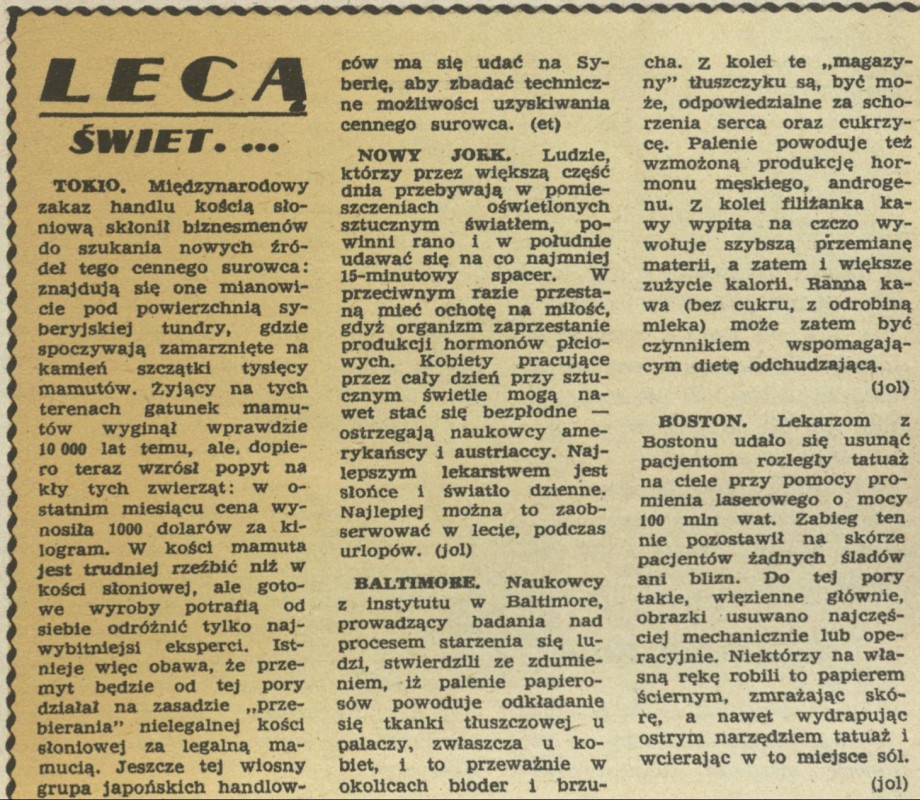 LECĄ
ŚWIET. ...
TOKIO. Międzynarodowy
zakaz handlu kością sło-
niową skłonił biznesmenów
do szukania nowych źró-
deł tego cennego surowca:
znajdują się one mianowi-
cie pod powierzchnią sy-
beryjskiej tundry, gdzie
spoczywają zamarznięte na
kamień szczątki tysięcy
mamutów. Żyjący na tych
terenach gatunek mamu-
tów wyginął wprawdzie
10 000 lat temu, ale. dopie-
ro teraz wzrósł popyt na
kły tych zwierząt: w o-
statnim miesiącu cena wy-
nosiła 1000 dolarów za ki-
logram. W kości mamuta
jest trudniej rzeźbić niż w
kości słoniowej, ale goto-
we wyroby potrafią od
siebie odróżnić tylko naj-
wybitniejsi eksperci. Ist-
nieje więc obawa, że prze-
myt będzie od tej pory
działał na zasadzie „prze-
bierania” nielegalnej kości
słoniowej za legalną ma-
mucią. Jeszcze tej wiosny
grupa japońskich handlow-
ców ma się udać na Sy-
berię, aby zbadać technicz-
ne możliwości uzyskiwania
cennego surowca. (et)
NOWY JORK. Ludzie,
którzy przez większą część
dnia przebywają w pomie-
szczeniach oświetlonych
sztucznym światłem, po-
winni rano i w południe
udawać się na co najmniej
15-minutowy spacer. W
przeciwnym razie przesta-
ną mieć ochotę na miłość,
gdyż organizm zaprzestanie
produkcji hormonów płcio-
wych. Kobiety pracujące
przez cały dzień przy sztu-
cznym świetle mogą na-
wet stać się bezpłodne —
ostrzegają naukowcy ame-
rykańscy i austriaccy. Naj-
lepszym lekarstwem jest
słońce i światło dzienne.
Najlepiej można to zaob-
serwować w lecie, podczas
urlopów. (jol)
BALTIMORE. Naukowcy
z instytutu w Baltimore,
prowadzący badania nad
procesem starzenia się lu-
dzi, stwierdzili ze zdumie-
niem, iż palenie papiero-
sów powoduje odkładanie
się tkanki tłuszczowej u
palaczy, zwłaszcza u ko-
biet, i to przeważnie w
okolicach bioder i brzu-
cha. Z kolei te „magazy-
ny” tłuszczyku są, być mo-
że, odpowiedzialne za scho-
rzenia serca oraz cukrzy-
cę. Palenie powoduje też
wzmożoną produkcję hor-
monu męskiego, androge-
nu. Z kolei filiżanka ka-
wy wypita na czczo wy-
wołuje szybszą przemianę
materii, a zatem i większe
zużycie kalorii. Ranna ka-
wa (bez cukru, z odrobiną
mleka) może zatem być
czynnikiem wspomagają-
cym dietę odchudzającą.
(jol)
BOSTON. Lekarzom z
Bostonu udało się usunąć
pacjentom rozległy tatuaż
na ciele przy pomocy pro-
mienia laserowego o mocy
100 mln wat. Zabieg ten
nie pozostawił na skórze
pacjentów żadnych śladów
ani blizn. Do tej pory
takie, więzienne głównie,
obrazki usuwano najczęś-
ciej mechanicznie lub ope-
racyjnie. Niektórzy na wła-
sną rękę robili to papierem
ściernym, zmrażając skó-
rę, a nawet wydrapując
ostrym narzędziem tatuaż i
wcierając w to miejsce sól.
(jol)